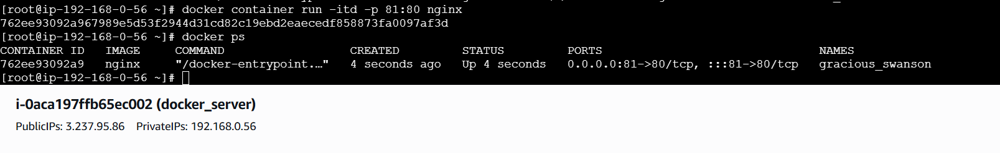 [root@ip-192-168-0-56 ~]# docker container run -itd -p 81:80 nginx
762ee93092a967989e5d53f2944d31cd82c19ebd2eaecedf858873fa0097af3d
[root@ip-192-168-0-56 ~]# docker ps
CONTAINER ID   IMAGE     COMMAND                  CREATED         STATUS         PORTS                               NAMES
762ee93092a9   nginx     "/docker-entrypoint.…"   4 seconds ago   Up 4 seconds   0.0.0.0:81->80/tcp, :::81->80/tcp   gracious_swanson
[root@ip-192-168-0-56 ~]#
i-0aca197ffb65ec002 (docker_server)
PublicIPs: 3.237.95.86 PrivateIPs: 192.168.0.56